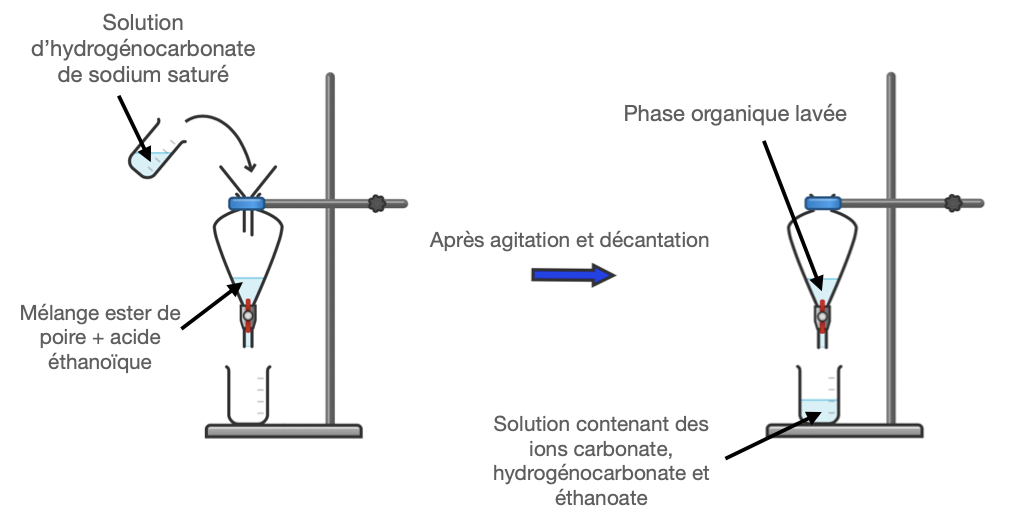 Solution
d'hydrogénocarbonate
de sodium saturé
Phase organique lavée
Après agitation et décantation
Mélange ester de
poire + acide
éthanoïque
Solution contenant des
ions carbonate,
hydrogénocarbonate et
éthanoate